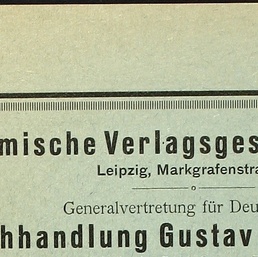 mische Verlagsges
Leipzig, Markgrafenstra
Generalvertretung für Deu
hhandlung Gustav